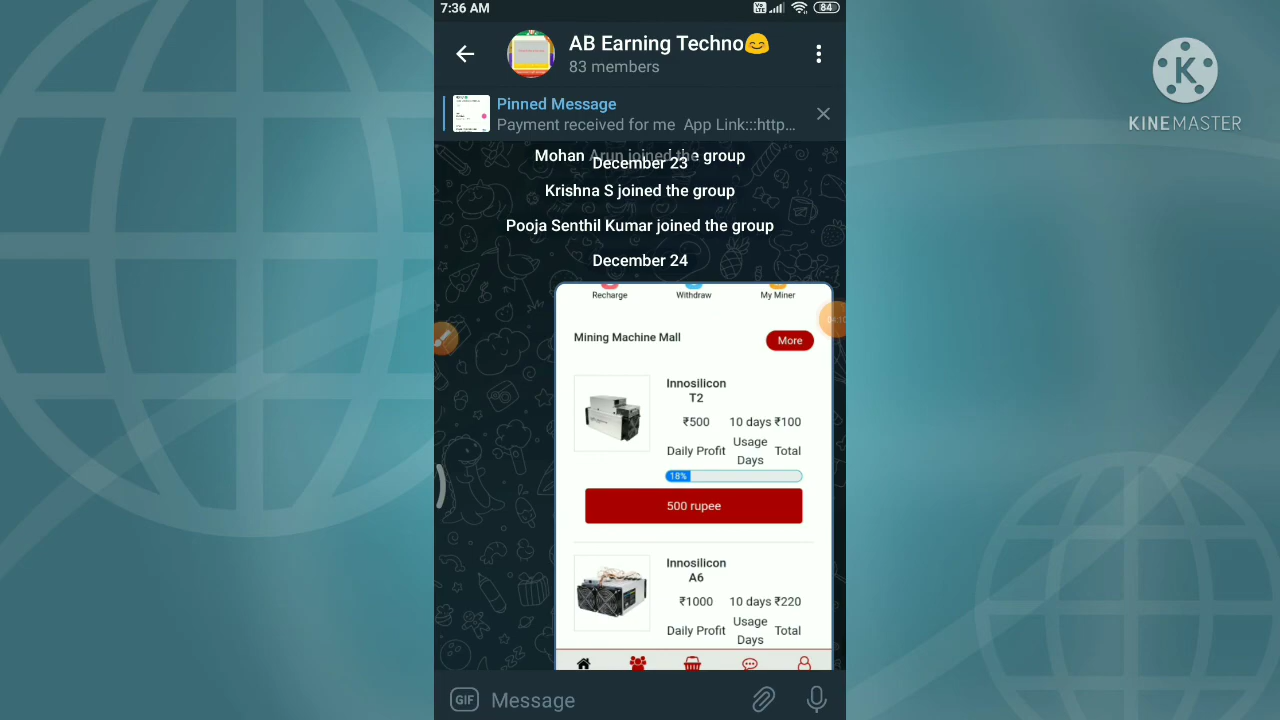 7:36 AM
84
AB Earning Techno😊
83 members
Pinned Message
Payment received for me App Link:::http...
Mohan Arun joined the group
December 23
Krishna S joined the group
Pooja Senthil Kumar joined the group
December 24
Recharge Withdraw My Miner
Mining Machine Mall More
Innosilicon
T2
₹500 10 days ₹100
Daily Profit Usage Days Total
18%
500 rupee
Innosilicon
A6
₹1000 10 days ₹220
Daily Profit Usage Days Total
GIF Message
K
KINEMASTER